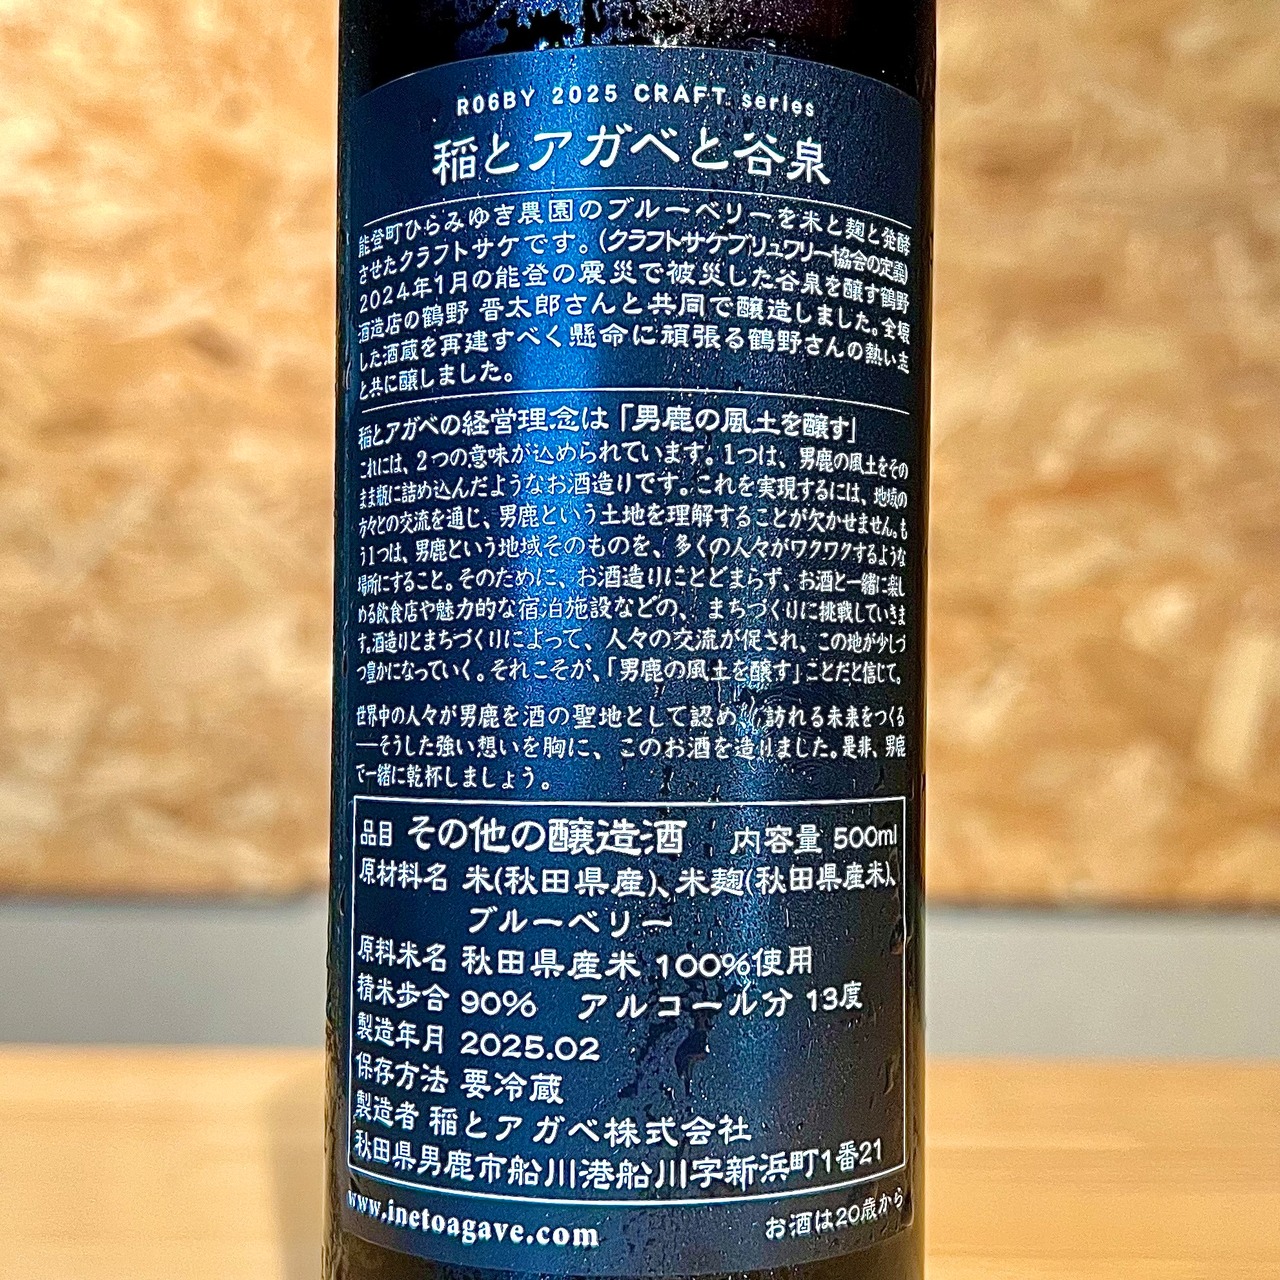 R06BY 2025 CRAFT series
稲とアガベと谷泉
能登町ひらみゆき農園のブルーベリーを米と麹と発酵
させたクラフトサケです。(クラフトサケブリュワリー協会の定義)
2024年1月の能登の震災で被災した谷泉を醸す鶴野
酒造店の鶴野 晋太郎さんと共同で醸造しました。全壊
した酒蔵を再建すべく懸命に頑張る鶴野さんの熱い志
と共に醸しました。
稲とアガベの経営理念は「男鹿の風土を醸す」
これには、2つの意味が込められています。1つは、男鹿の風土をその
まま瓶に詰め込んだようなお酒造りです。これを実現するには、地域の
方々との交流を通じ、男鹿という土地を理解することが欠かせません。も
う1つは、男鹿という地域そのものを、多くの人々がワクワクするような
場所にすること。そのために、お酒造りにとどまらず、お酒と一緒に楽し
める飲食店や魅力的な宿泊施設などの、まちづくりに挑戦していきま
す。酒造りとまちづくりによって、人々の交流が促され、この地が少しづ
つ豊かになっていく。それこそが、「男鹿の風土を醸す」ことだと信じて。
世界中の人々が男鹿を酒の聖地として認め、訪れる未来をつくる
―そうした強い想いを胸に、このお酒を造りました。是非、男鹿
で一緒に乾杯しましょう。
品目 その他の醸造酒 内容量 500ml
原材料名 米(秋田県産)、米麹(秋田県産米)、
ブルーベリー
原料米名 秋田県産米 100%使用
精米歩合 90% アルコール分 13度
製造年月 2025.02
保存方法 要冷蔵
製造者 稲とアガベ株式会社
秋田県男鹿市船川港船川字新浜町1番21
www.inetoagave.com お酒は20歳から